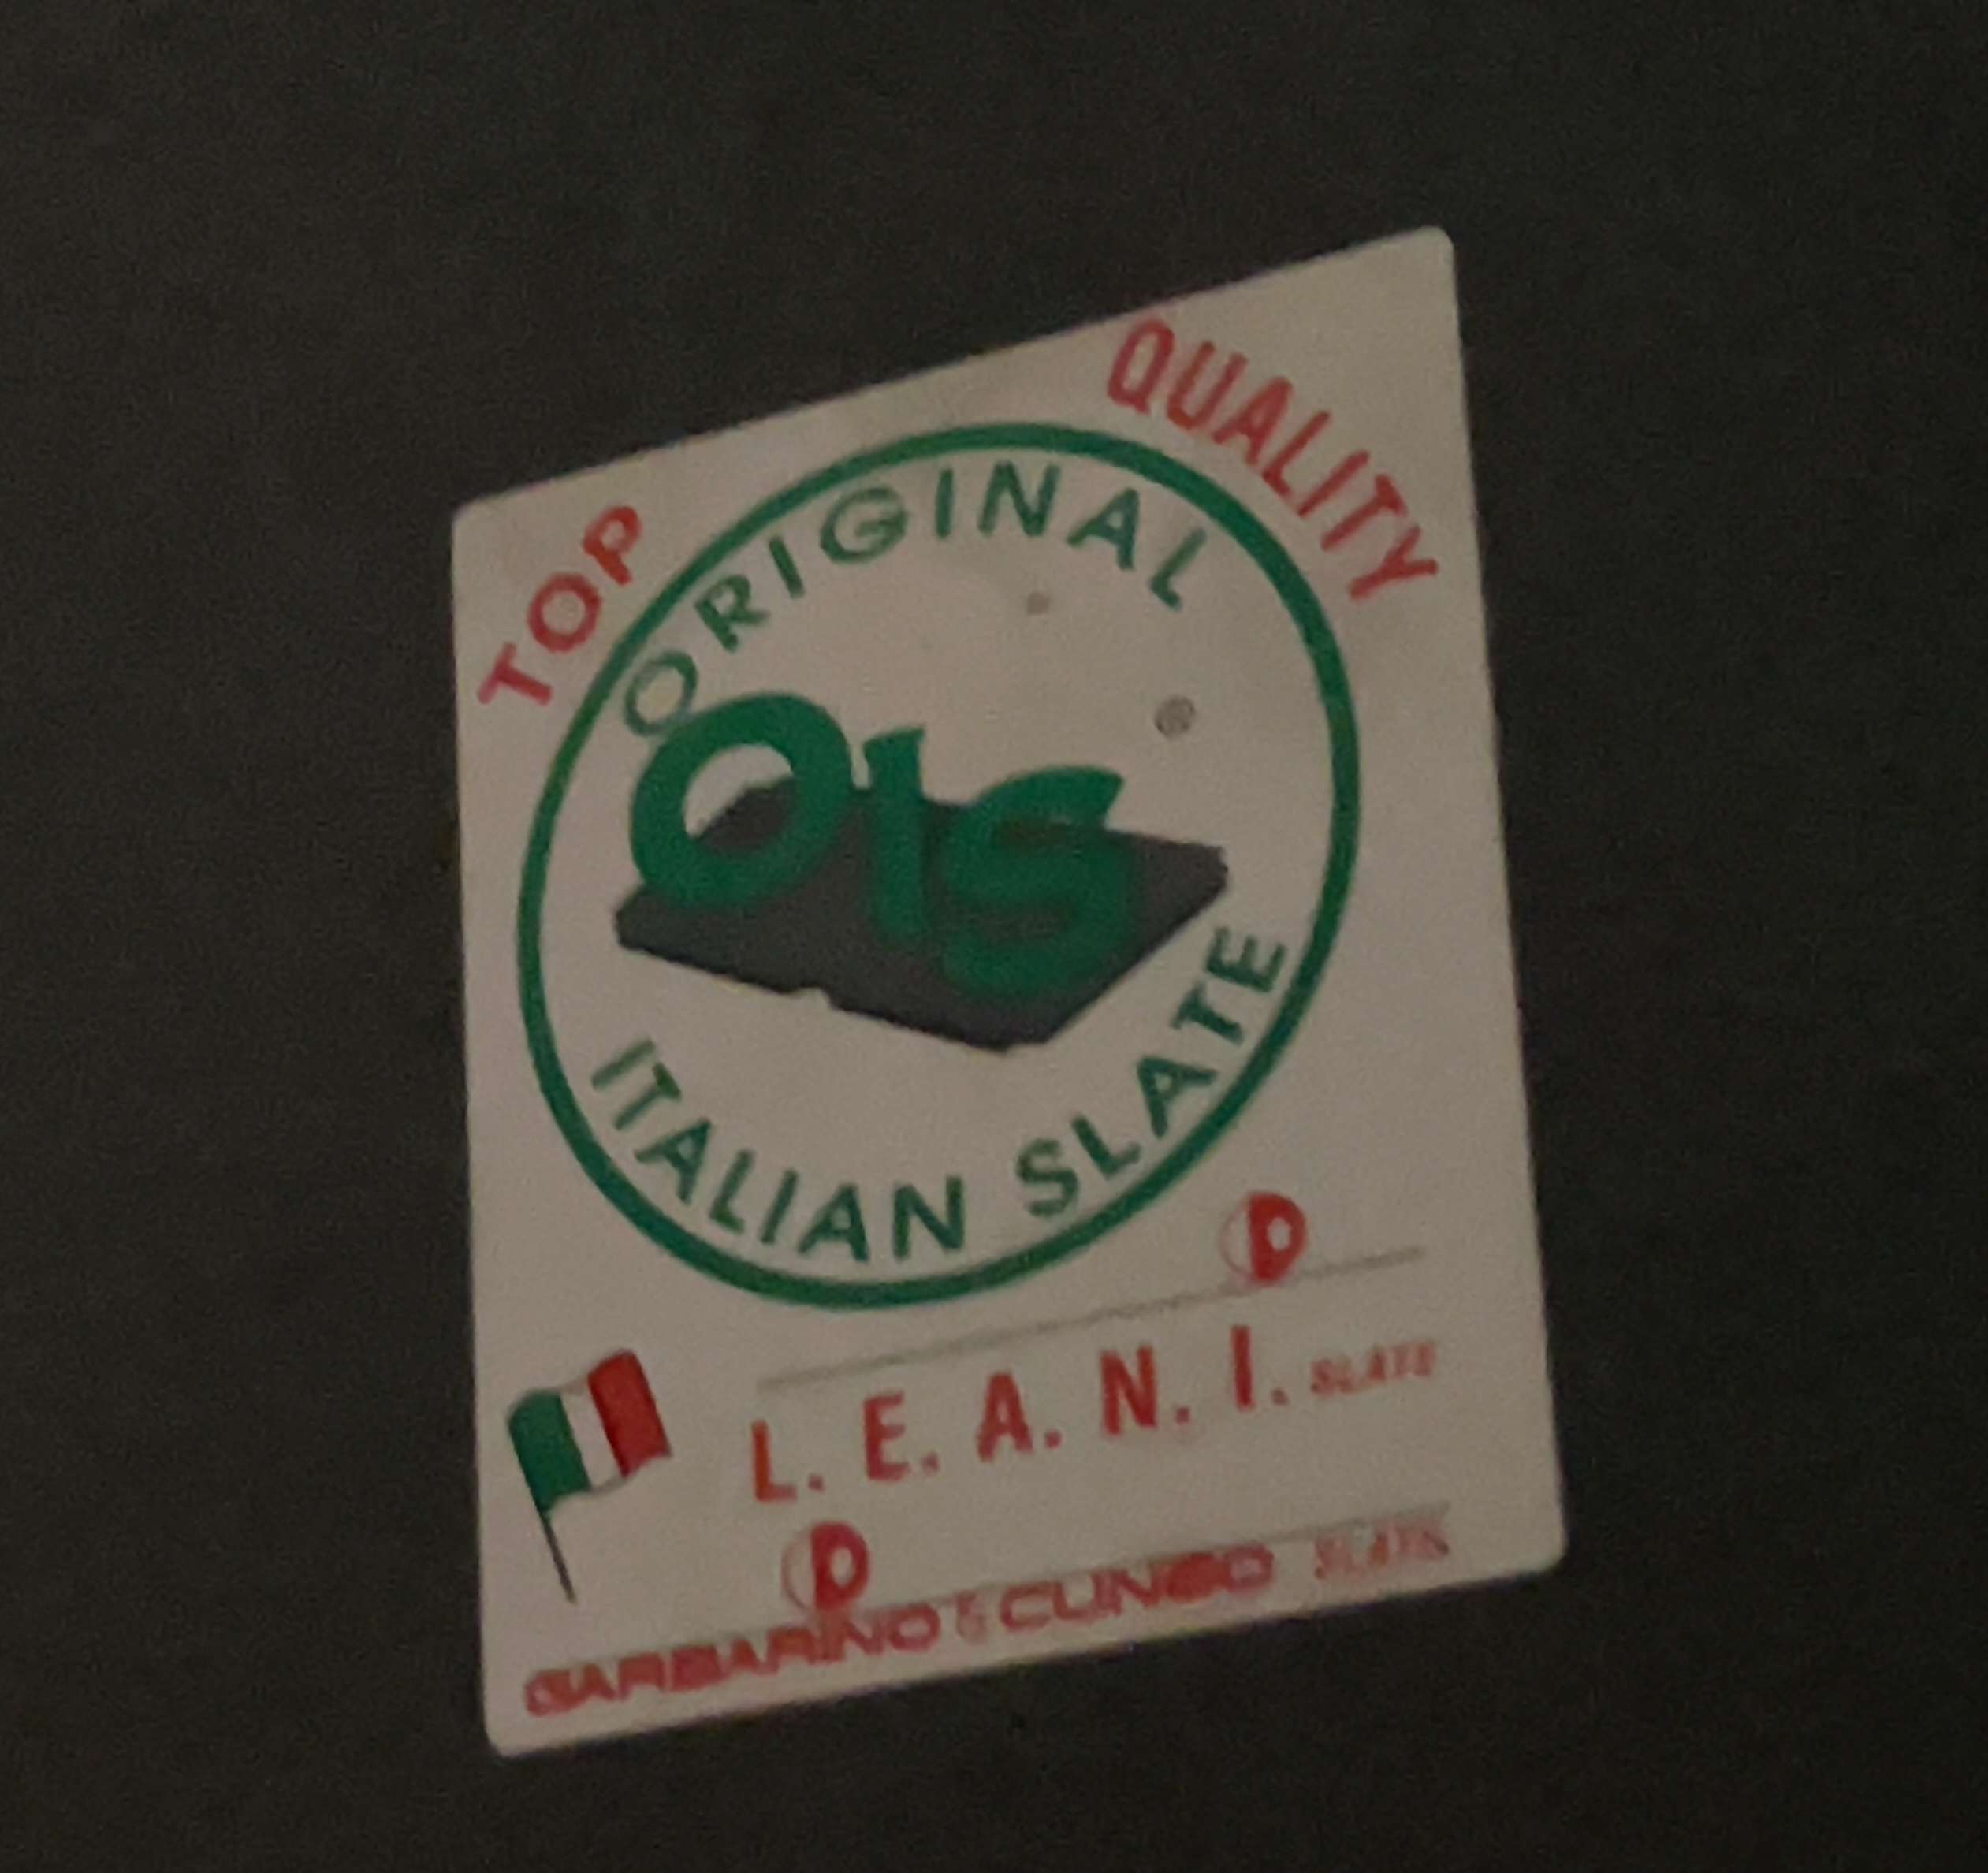 TOP QUALITY
ORIGINAL
OIS
ITALIAN SLATE
D
L. E. A. N. I. SLATE
D
GARBARINO & CUNEO SLATE